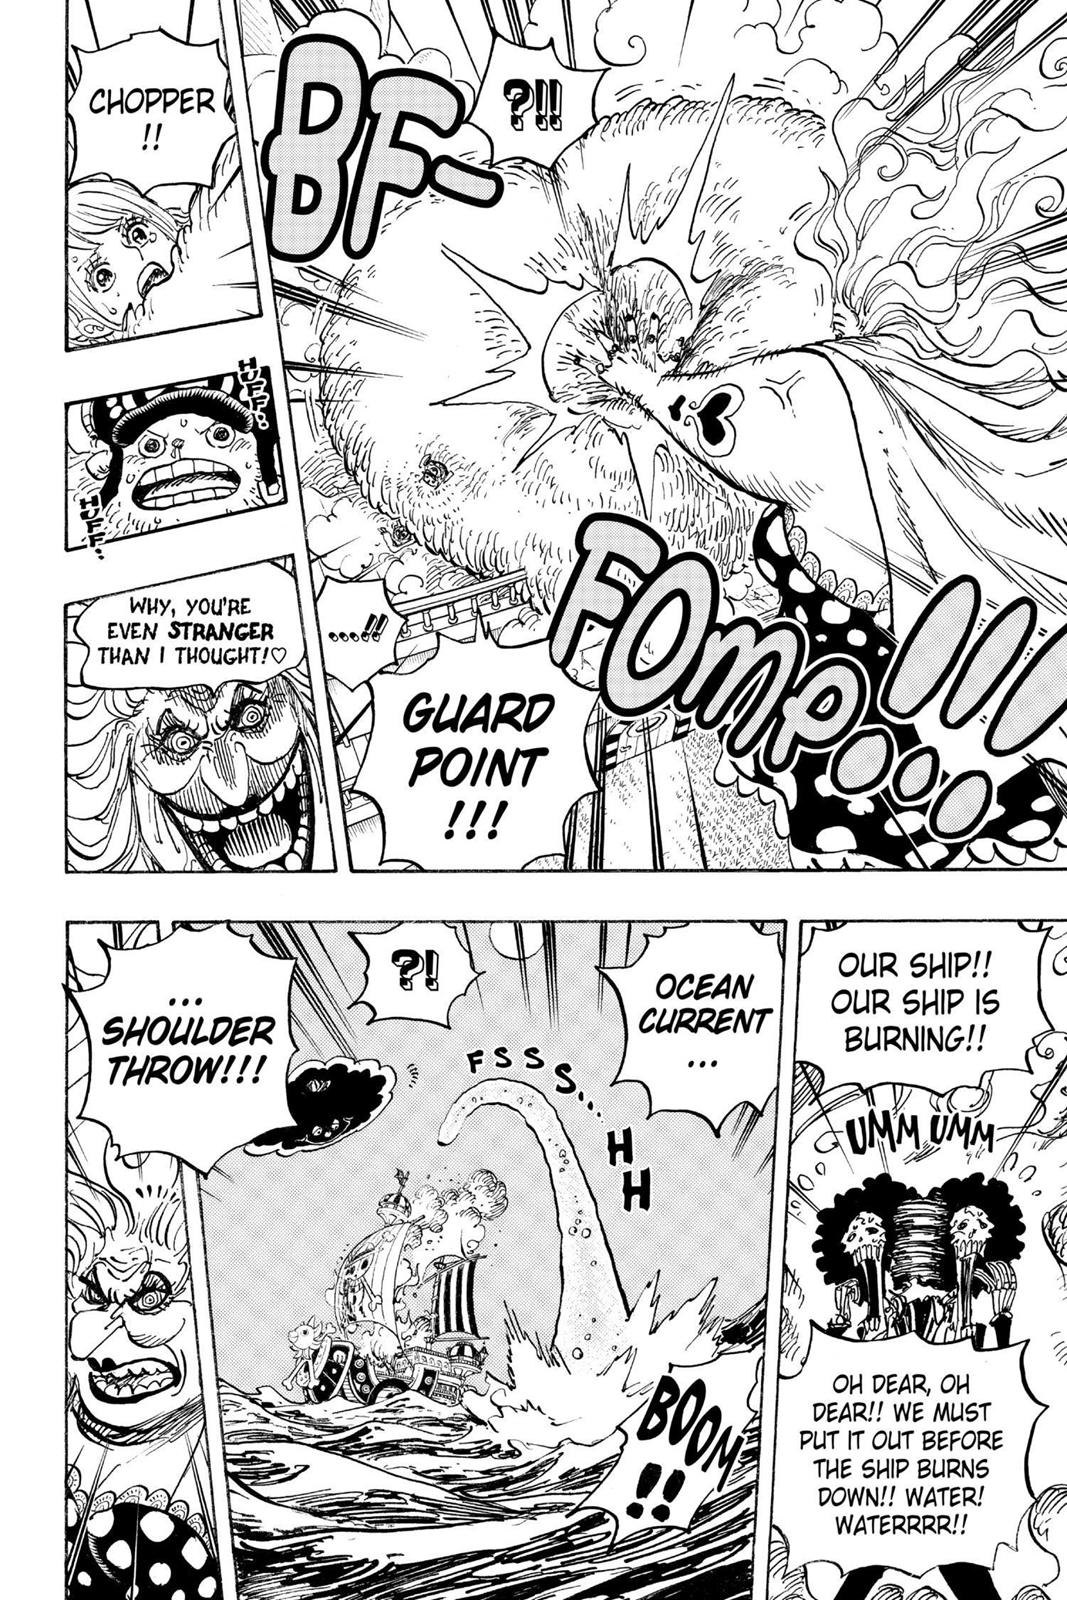 ?!!
BF-
FOMP...!!!
GUARD
POINT
!!!
...!!
CHOPPER
!!
HUFF..
HUFF..
WHY, YOU'RE
EVEN STRANGER
THAN I THOUGHT!♡
OUR SHIP!!
OUR SHIP IS
BURNING!!
UMM UMM
OH DEAR, OH
DEAR!! WE MUST
PUT IT OUT BEFORE
THE SHIP BURNS
DOWN!! WATER!
WATERRRR!!
OCEAN
CURRENT
...
?!
FSSS...
HH
BOOM
!!
...
SHOULDER
THROW!!!